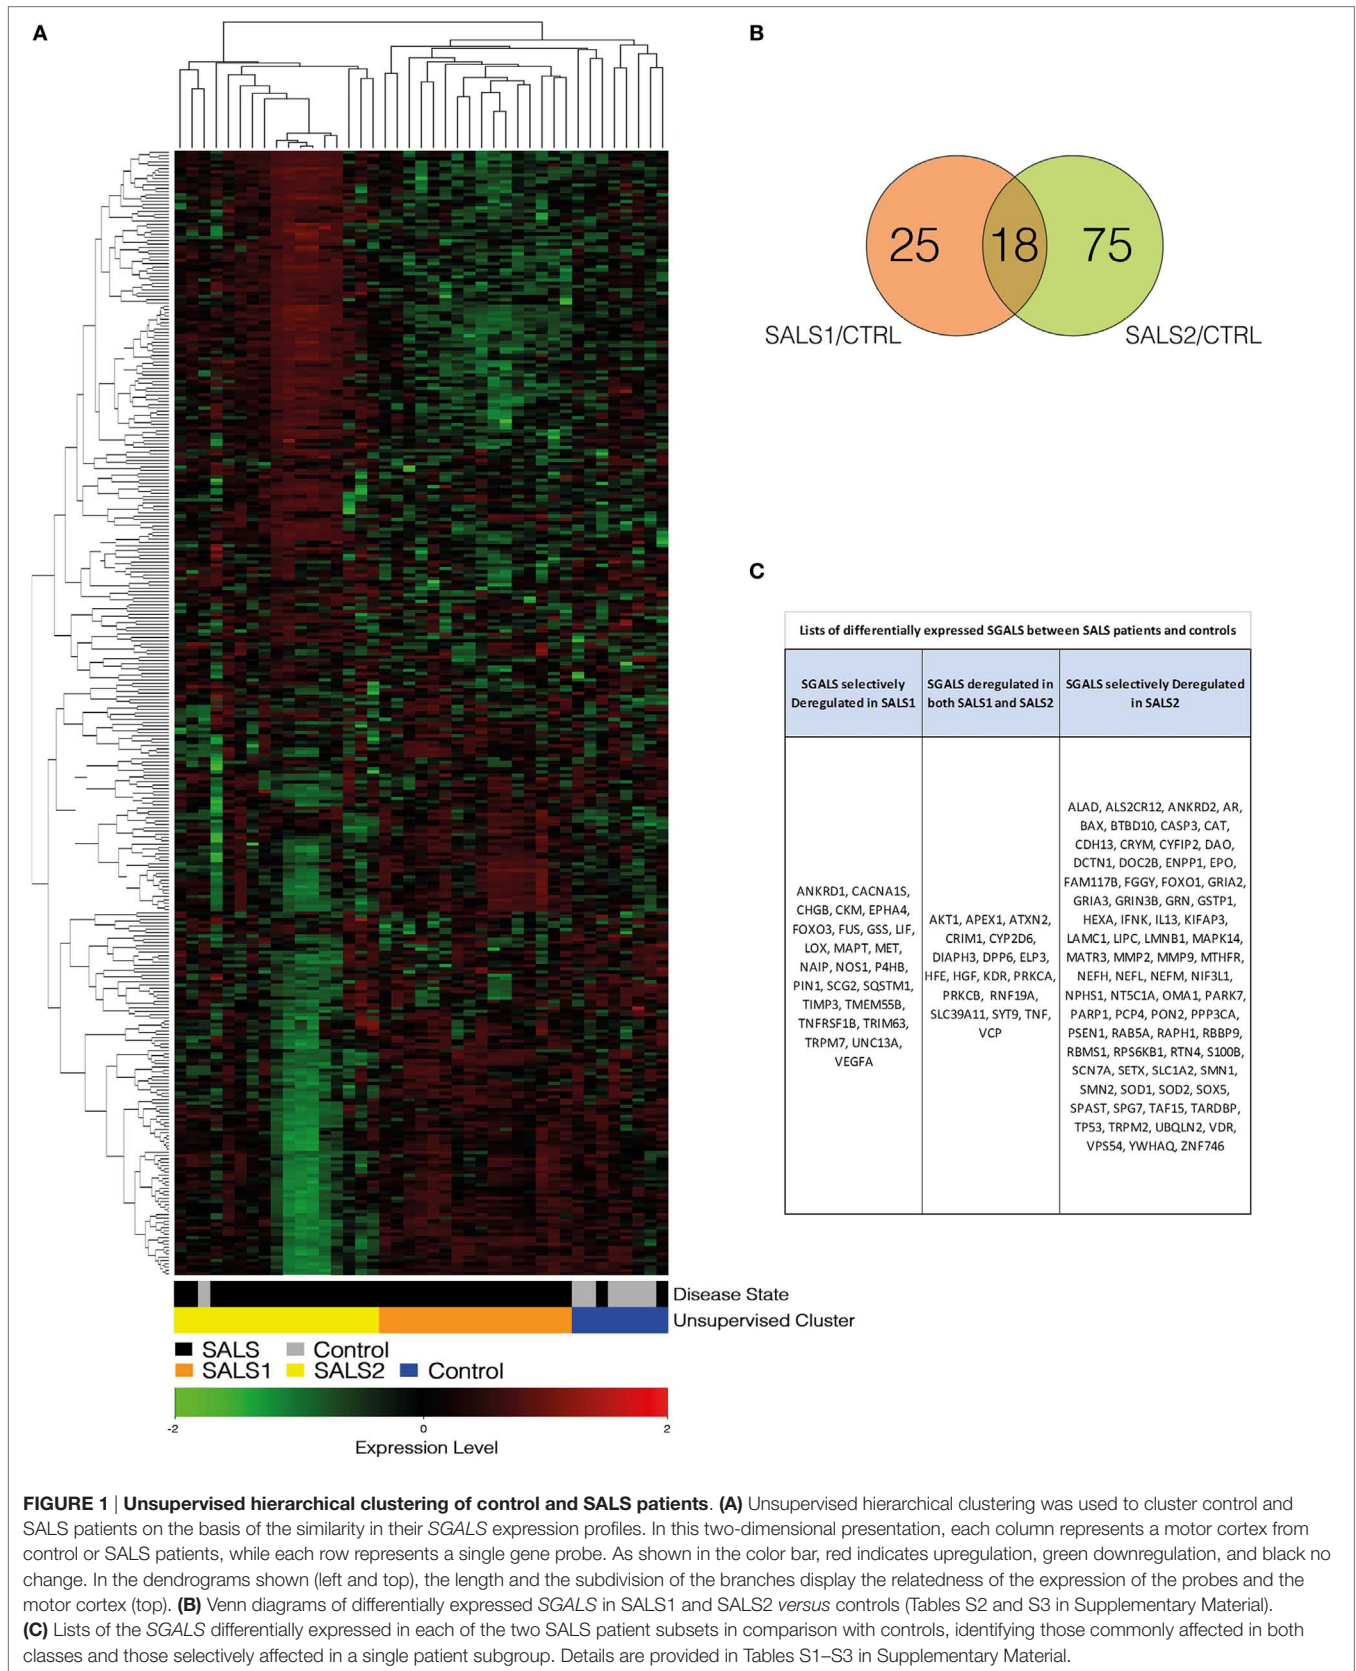 A
B
25
18
75
SALS1/CTRL
SALS2/CTRL
C
Lists of differentially expressed SGALS between SALS patients and controls
SGALS selectively
Deregulated in SALS1
SGALS deregulated in
both SALS1 and SALS2
SGALS selectively Deregulated
in SALS2
ANKRD1, CACNA1S,
CHGB, CKM, EPHA4,
FOXO3, FUS, GSS, LIF,
LOX, MAPT, MET,
NAIP, NOS1, P4HB,
PIN1, SCG2, SQSTM1,
TIMP3, TMEM55B,
TNFRSF1B, TRIM63,
TRPM7, UNC13A,
VEGFA
AKT1, APEX1, ATXN2,
CRIM1, CYP2D6,
DIAPH3, DPP6, ELP3,
HFE, HGF, KDR, PRKCA,
PRKCB, RNF19A,
SLC39A11, SYT9, TNF,
VCP
ALAD, ALS2CR12, ANKRD2, AR,
BAX, BTBD10, CASP3, CAT,
CDH13, CRYM, CYFIP2, DAO,
DCTN1, DOC2B, ENPP1, EPO,
FAM117B, FGGY, FOXO1, GRIA2,
GRIA3, GRIN3B, GRN, GSTP1,
HEXA, IFNK, IL13, KIFAP3,
LAMC1, LIPC, LMNB1, MAPK14,
MATR3, MMP2, MMP9, MTHFR,
NEFH, NEFL, NEFM, NIF3L1,
NPHS1, NT5C1A, OMA1, PARK7,
PARP1, PCP4, PON2, PPP3CA,
PSEN1, RAB5A, RAPH1, RBBP9,
RBMS1, RPS6KB1, RTN4, S100B,
SCN7A, SETX, SLC1A2, SMN1,
SMN2, SOD1, SOD2, SOX5,
SPAST, SPG7, TAF15, TARDBP,
TP53, TRPM2, UBQLN2, VDR,
VPS54, YWHAQ, ZNF746
Disease State
Unsupervised Cluster
SALS Control
SALS1 SALS2 Control
-2 0 2
Expression Level
FIGURE 1 | Unsupervised hierarchical clustering of control and SALS patients. (A) Unsupervised hierarchical clustering was used to cluster control and
SALS patients on the basis of the similarity in their SGALS expression profiles. In this two-dimensional presentation, each column represents a motor cortex from
control or SALS patients, while each row represents a single gene probe. As shown in the color bar, red indicates upregulation, green downregulation, and black no
change. In the dendrograms shown (left and top), the length and the subdivision of the branches display the relatedness of the expression of the probes and the
motor cortex (top). (B) Venn diagrams of differentially expressed SGALS in SALS1 and SALS2 versus controls (Tables S2 and S3 in Supplementary Material).
(C) Lists of the SGALS differentially expressed in each of the two SALS patient subsets in comparison with controls, identifying those commonly affected in both
classes and those selectively affected in a single patient subgroup. Details are provided in Tables S1–S3 in Supplementary Material.